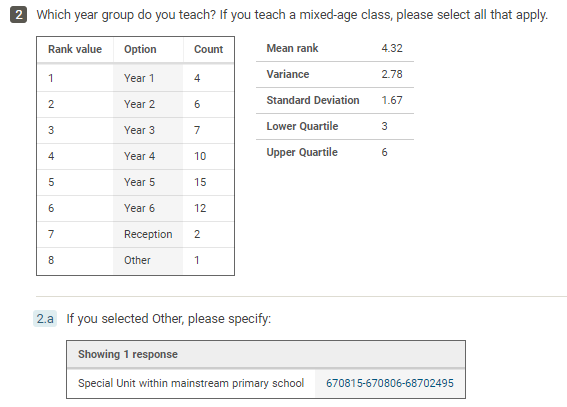 2 Which year group do you teach? If you teach a mixed-age class, please select all that apply.
Rank value Option Count
1 Year 1 4
2 Year 2 6
3 Year 3 7
4 Year 4 10
5 Year 5 15
6 Year 6 12
7 Reception 2
8 Other 1
Mean rank 4.32
Variance 2.78
Standard Deviation 1.67
Lower Quartile 3
Upper Quartile 6
2.a If you selected Other, please specify:
Showing 1 response
Special Unit within mainstream primary school 670815-670806-68702495